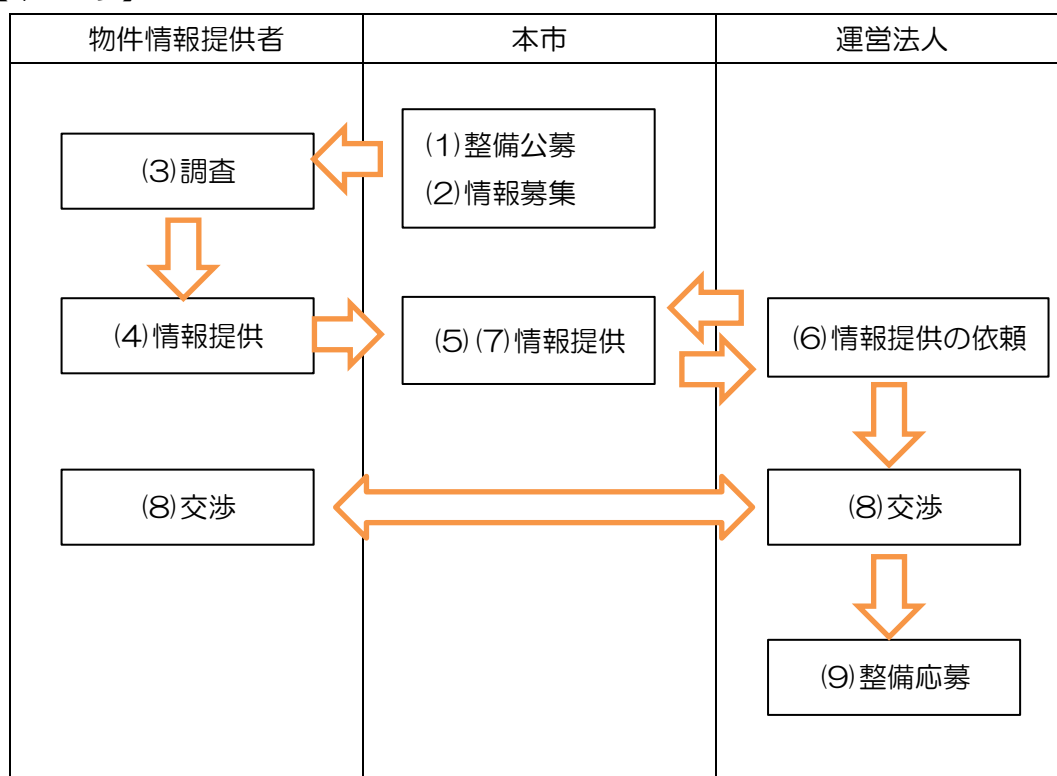 物件情報提供者
本市
運営法人
(1)整備公募
(2)情報募集
(3)調査
(4)情報提供
(5)(7)情報提供
(6)情報提供の依頼
(8)交渉
(8)交渉
(9)整備応募